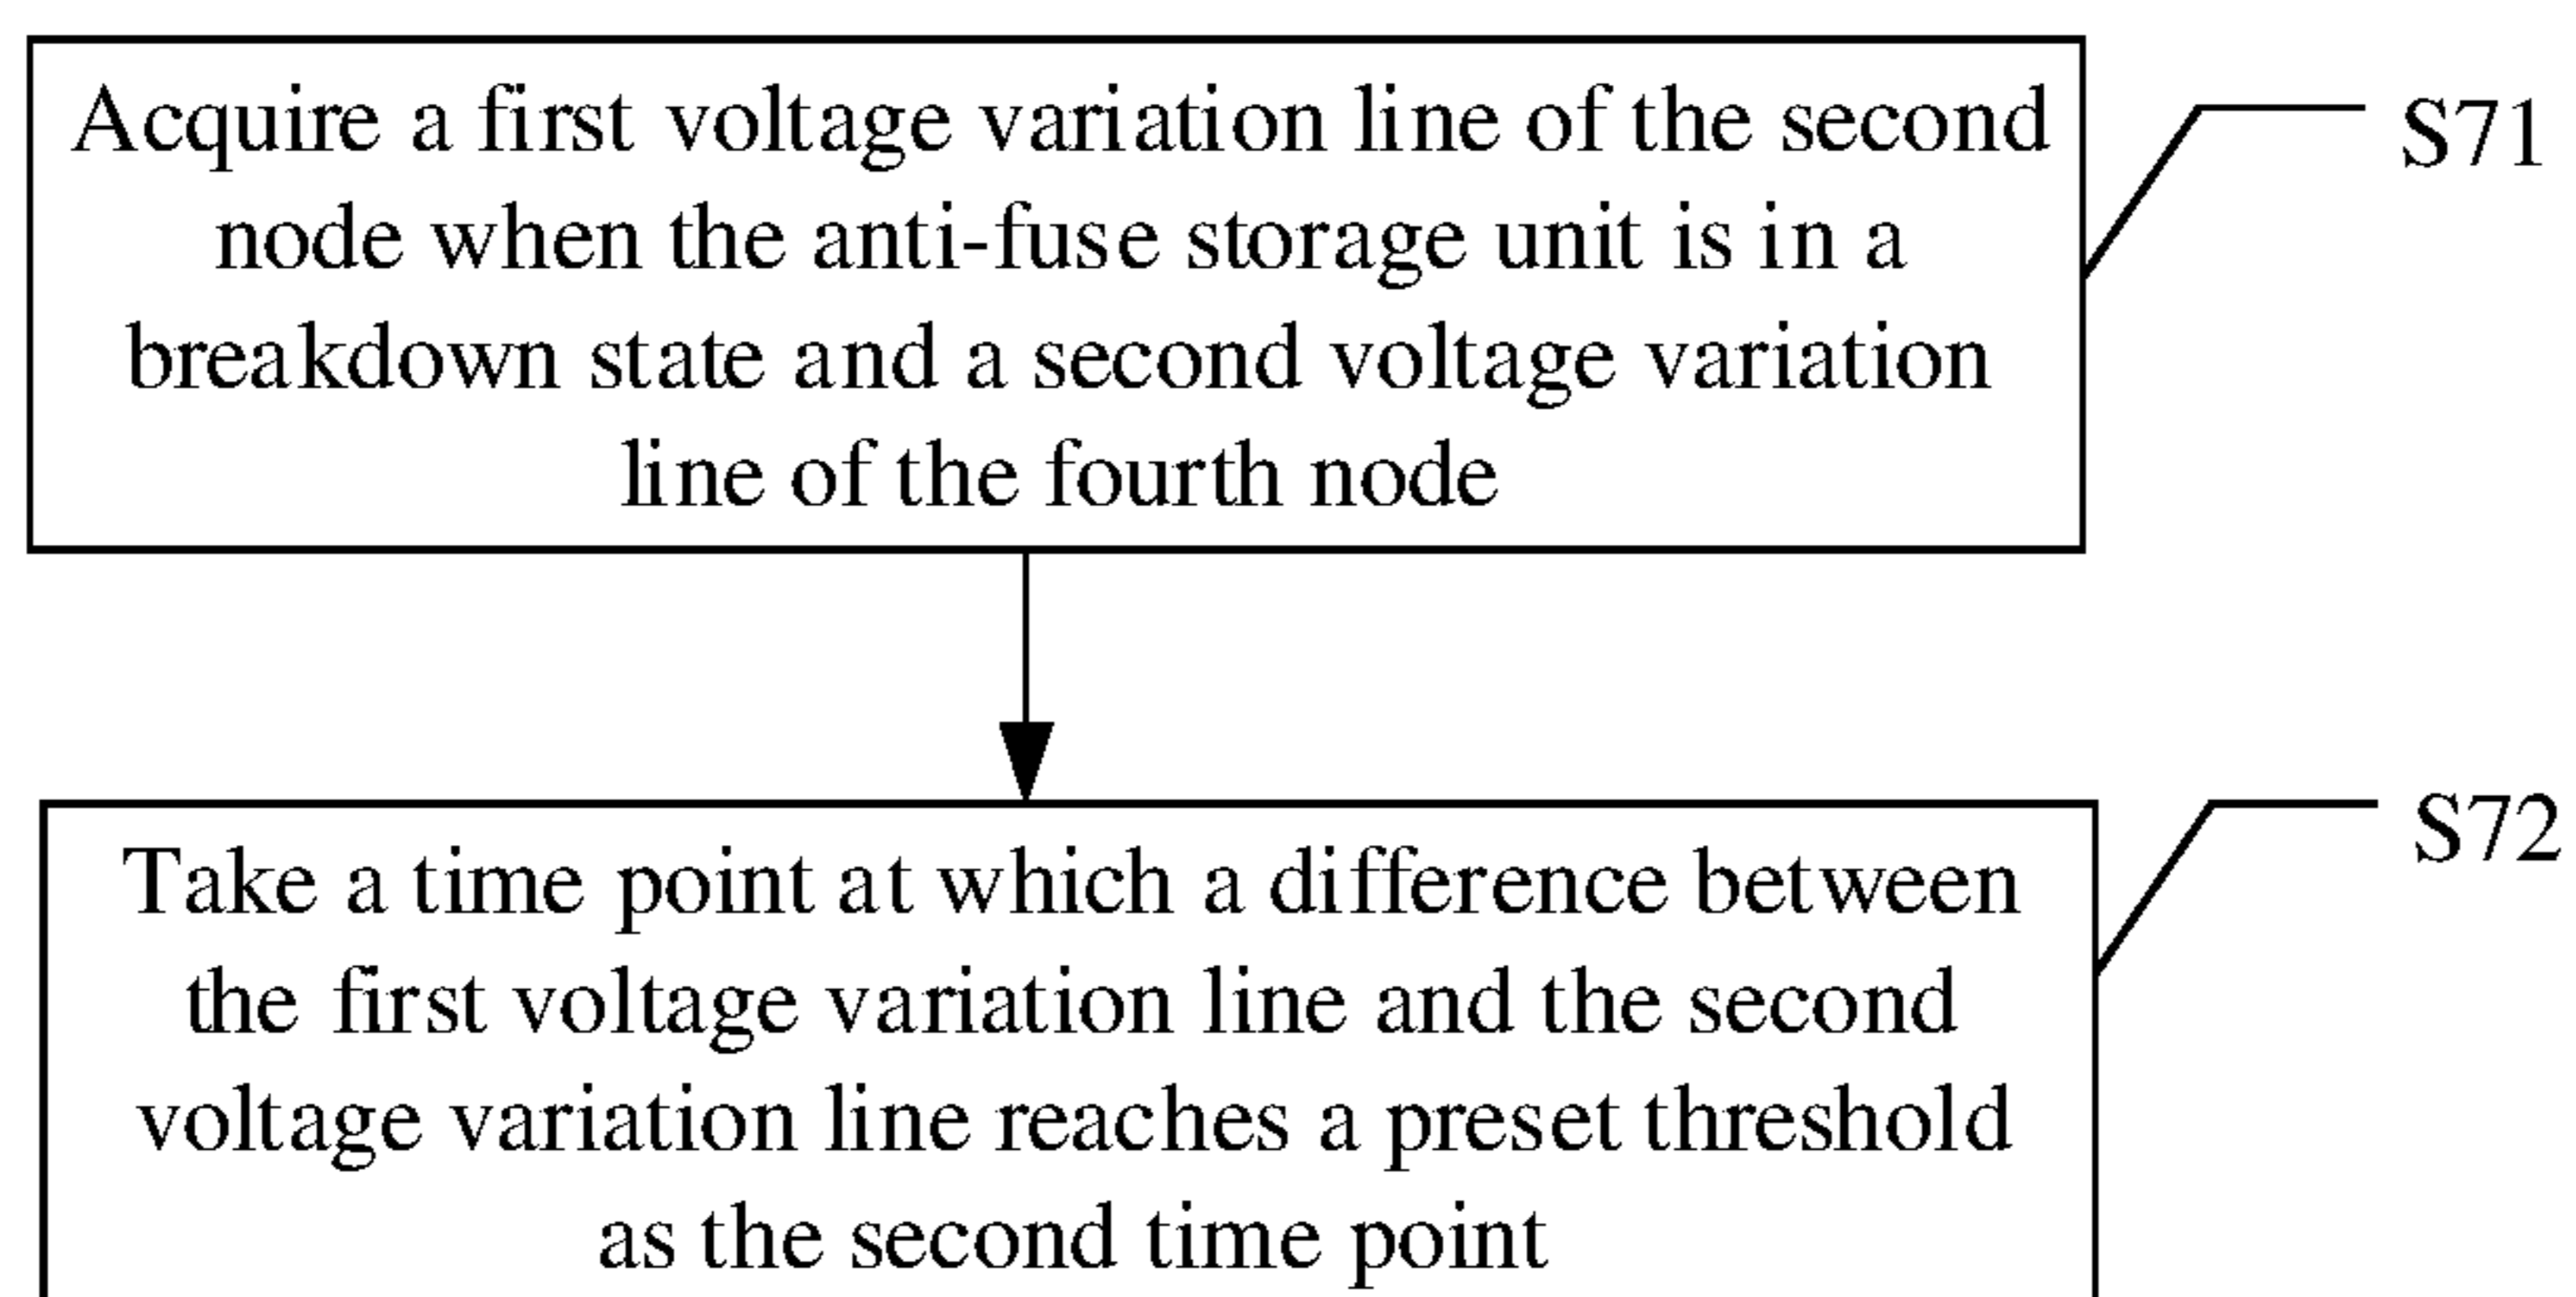 Acquire a first voltage variation line of the second
node when the anti-fuse storage unit is in a
breakdown state and a second voltage variation
line of the fourth node
S71
Take a time point at which a difference between
the first voltage variation line and the second
voltage variation line reaches a preset threshold
as the second time point
S72